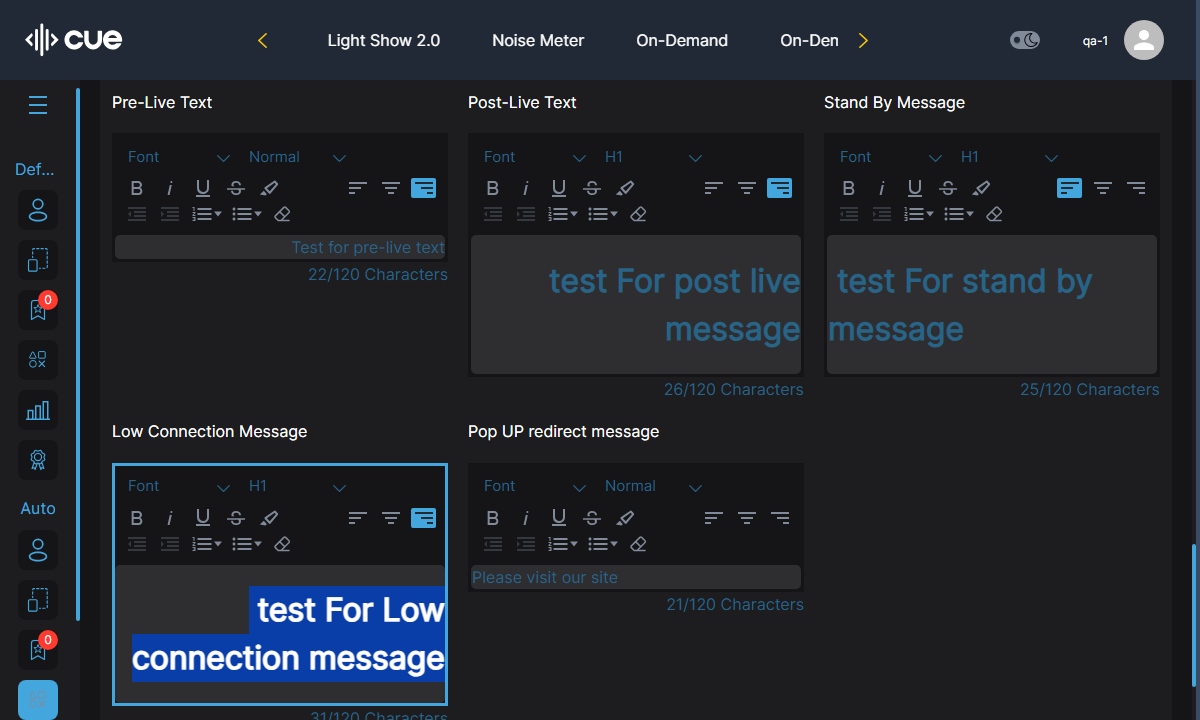 cue
Light Show 2.0
Noise Meter
On-Demand
On-Den
qa-1
Def...
0
Auto
0
Pre-Live Text
Font
Normal
Test for pre-live text
22/120 Characters
Post-Live Text
Font
H1
test For post live
message
26/120 Characters
Stand By Message
Font
H1
test For stand by
message
25/120 Characters
Low Connection Message
Font
H1
test For Low
connection message
31/120 Characters
Pop UP redirect message
Font
Normal
Please visit our site
21/120 Characters